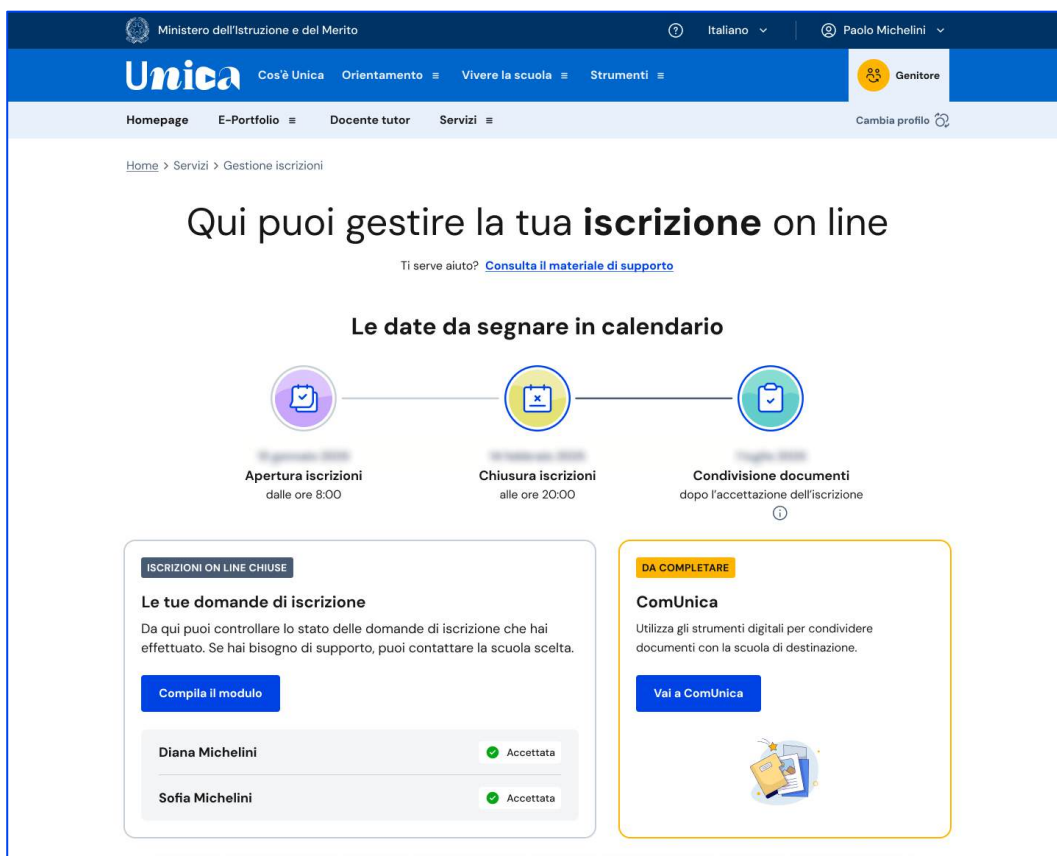 Ministero dell'Istruzione e del Merito
Italiano
Paolo Michelini
Unica
Cos'è Unica Orientamento Vivere la scuola Strumenti
Genitore
Homepage E-Portfolio Docente tutor Servizi
Cambia profilo
Home > Servizi > Gestione iscrizioni
Qui puoi gestire la tua iscrizione on line
Ti serve aiuto? Consulta il materiale di supporto
Le date da segnare in calendario
Apertura iscrizioni
dalle ore 8:00
Chiusura iscrizioni
alle ore 20:00
Condivisione documenti
dopo l'accettazione dell'iscrizione
ISCRIZIONI ON LINE CHIUSE
Le tue domande di iscrizione
Da qui puoi controllare lo stato delle domande di iscrizione che hai
effettuato. Se hai bisogno di supporto, puoi contattare la scuola scelta.
Compila il modulo
Diana Michelini Accettata
Sofia Michelini Accettata
DA COMPLETARE
ComUnica
Utilizza gli strumenti digitali per condividere
documenti con la scuola di destinazione.
Vai a ComUnica